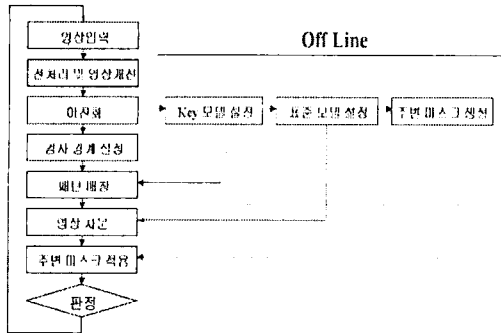 영상입력
Off Line
전처리 및 영상개선
이진화
Key 모델 설정
표준 모델 설정
주변 마스크 생성
검사 경계 선정
패턴 매칭
영상 차분
주변 마스크 적용
판정